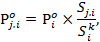 P^o_{j.i} = P^o_i × S_{j.i} / S^{k'}_i